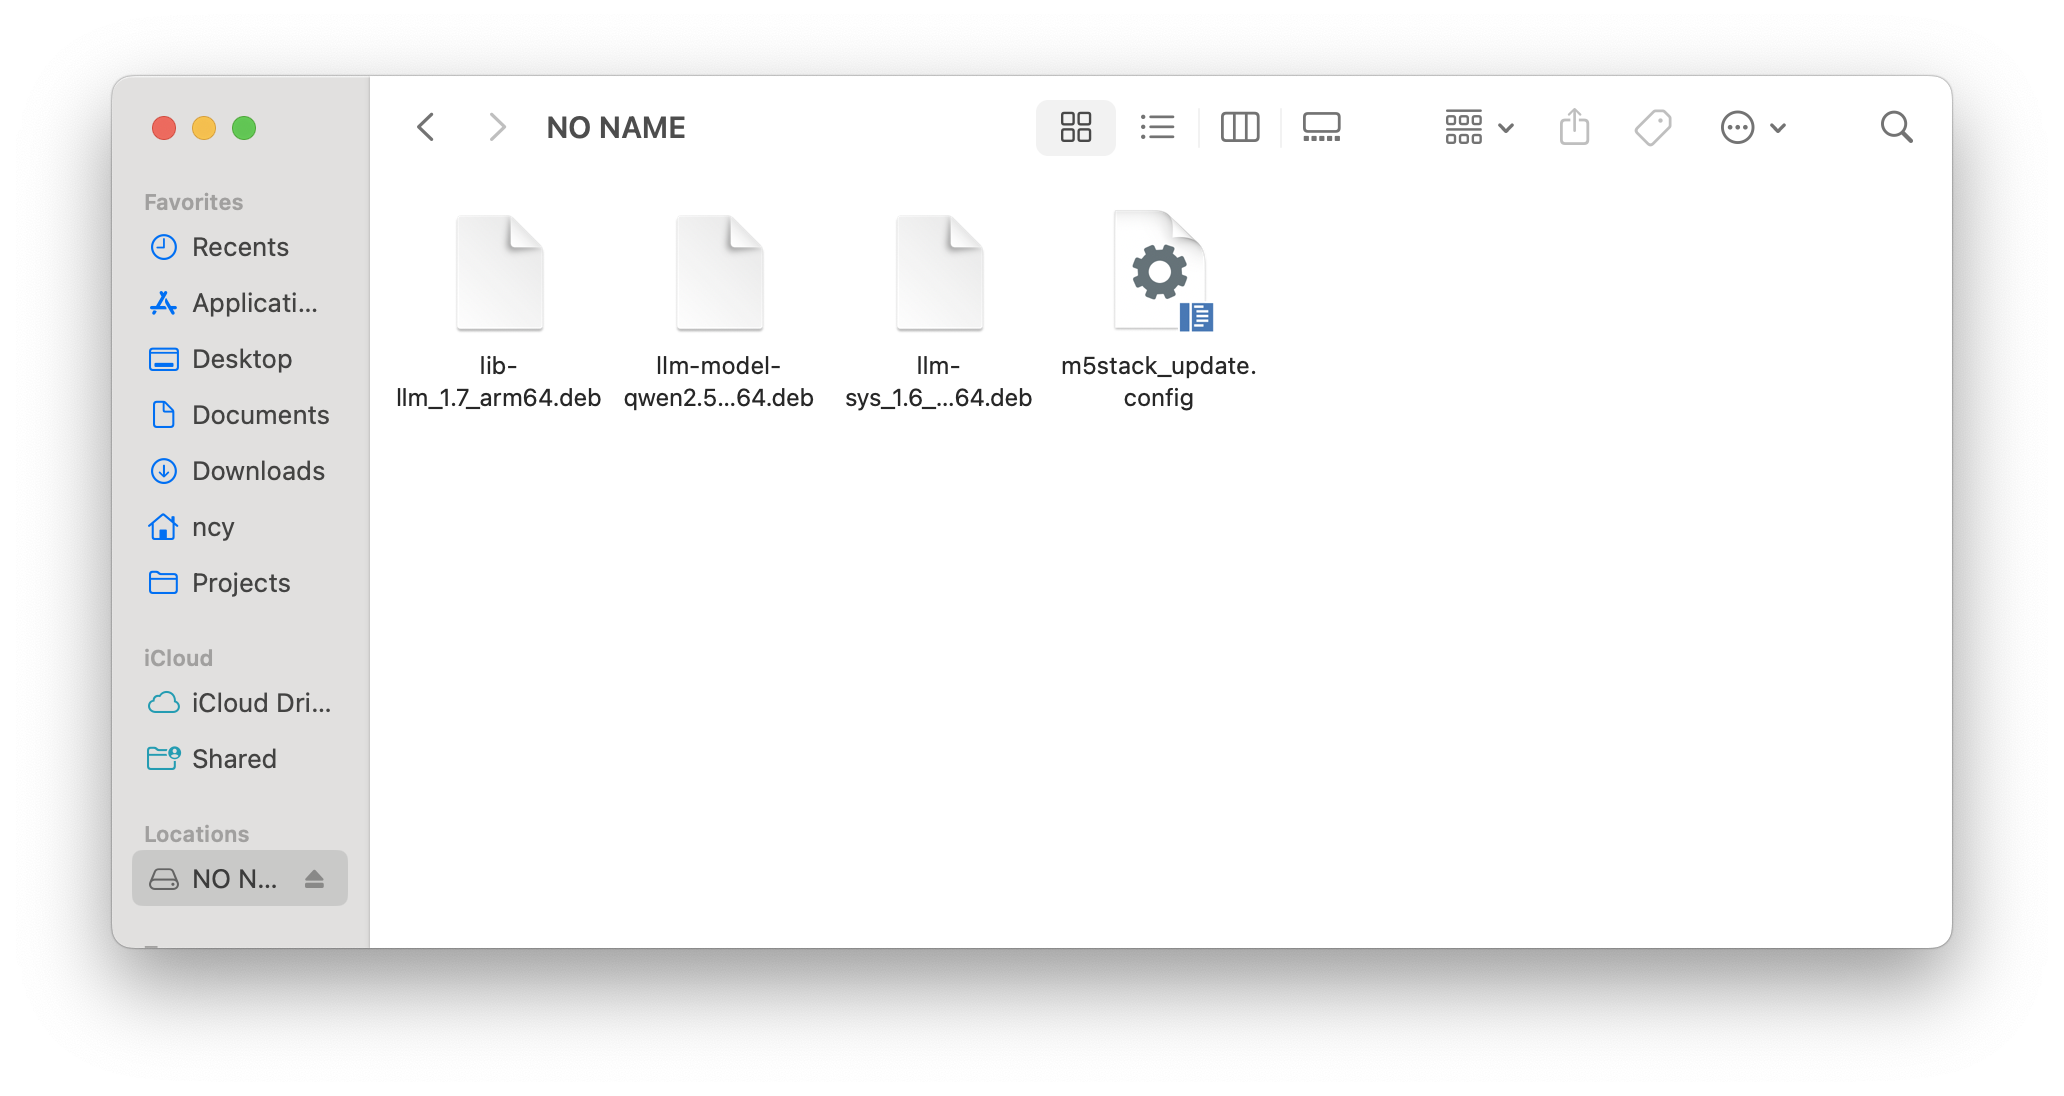 NO NAME
Favorites
Recents
Applicati...
Desktop
Documents
Downloads
ncy
Projects
iCloud
iCloud Dri...
Shared
Locations
NO N...
lib-
llm_1.7_arm64.deb
llm-model-
qwen2.5...64.deb
llm-
sys_1.6_...64.deb
m5stack_update.
config